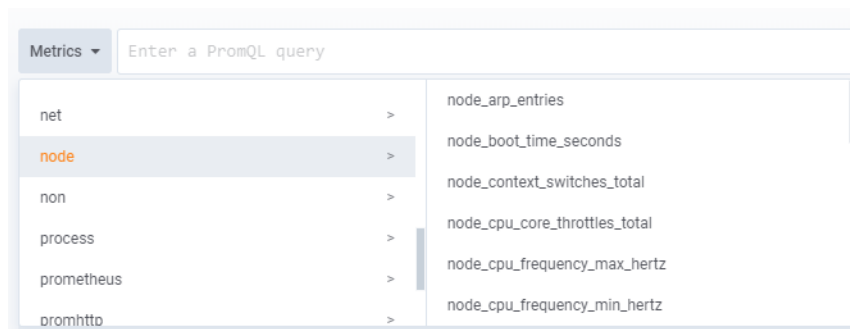 Metrics
Enter a PromQL query
net >
node >
non >
process >
prometheus >
promhttp >
node_arp_entries
node_boot_time_seconds
node_context_switches_total
node_cpu_core_throttles_total
node_cpu_frequency_max_hertz
node_cpu_frequency_min_hertz